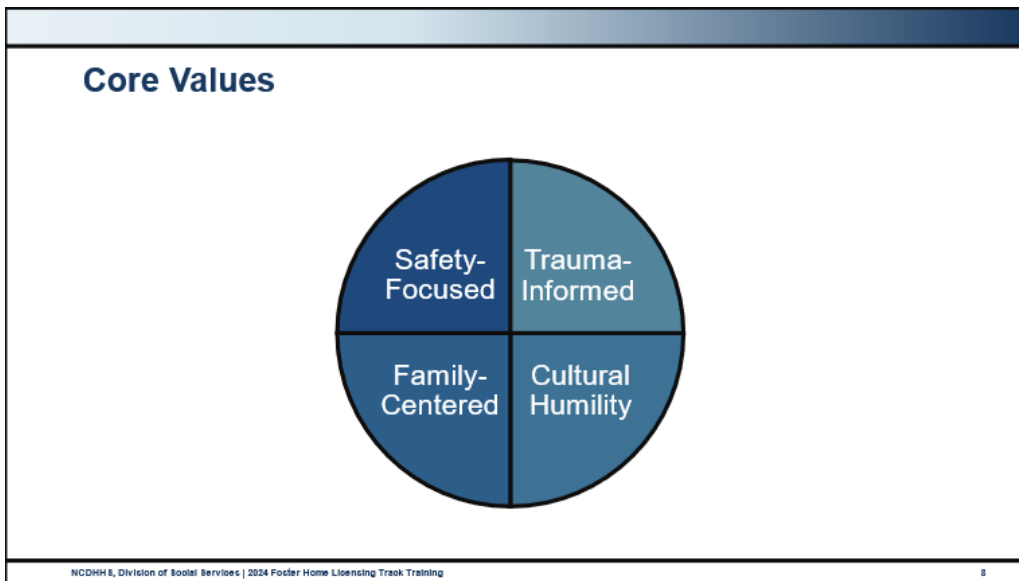 Core Values
Safety-
Focused
Trauma-
Informed
Family-
Centered
Cultural
Humility
NCDHHS, Division of Social Services | 2024 Foster Home Licensing Track Training
8